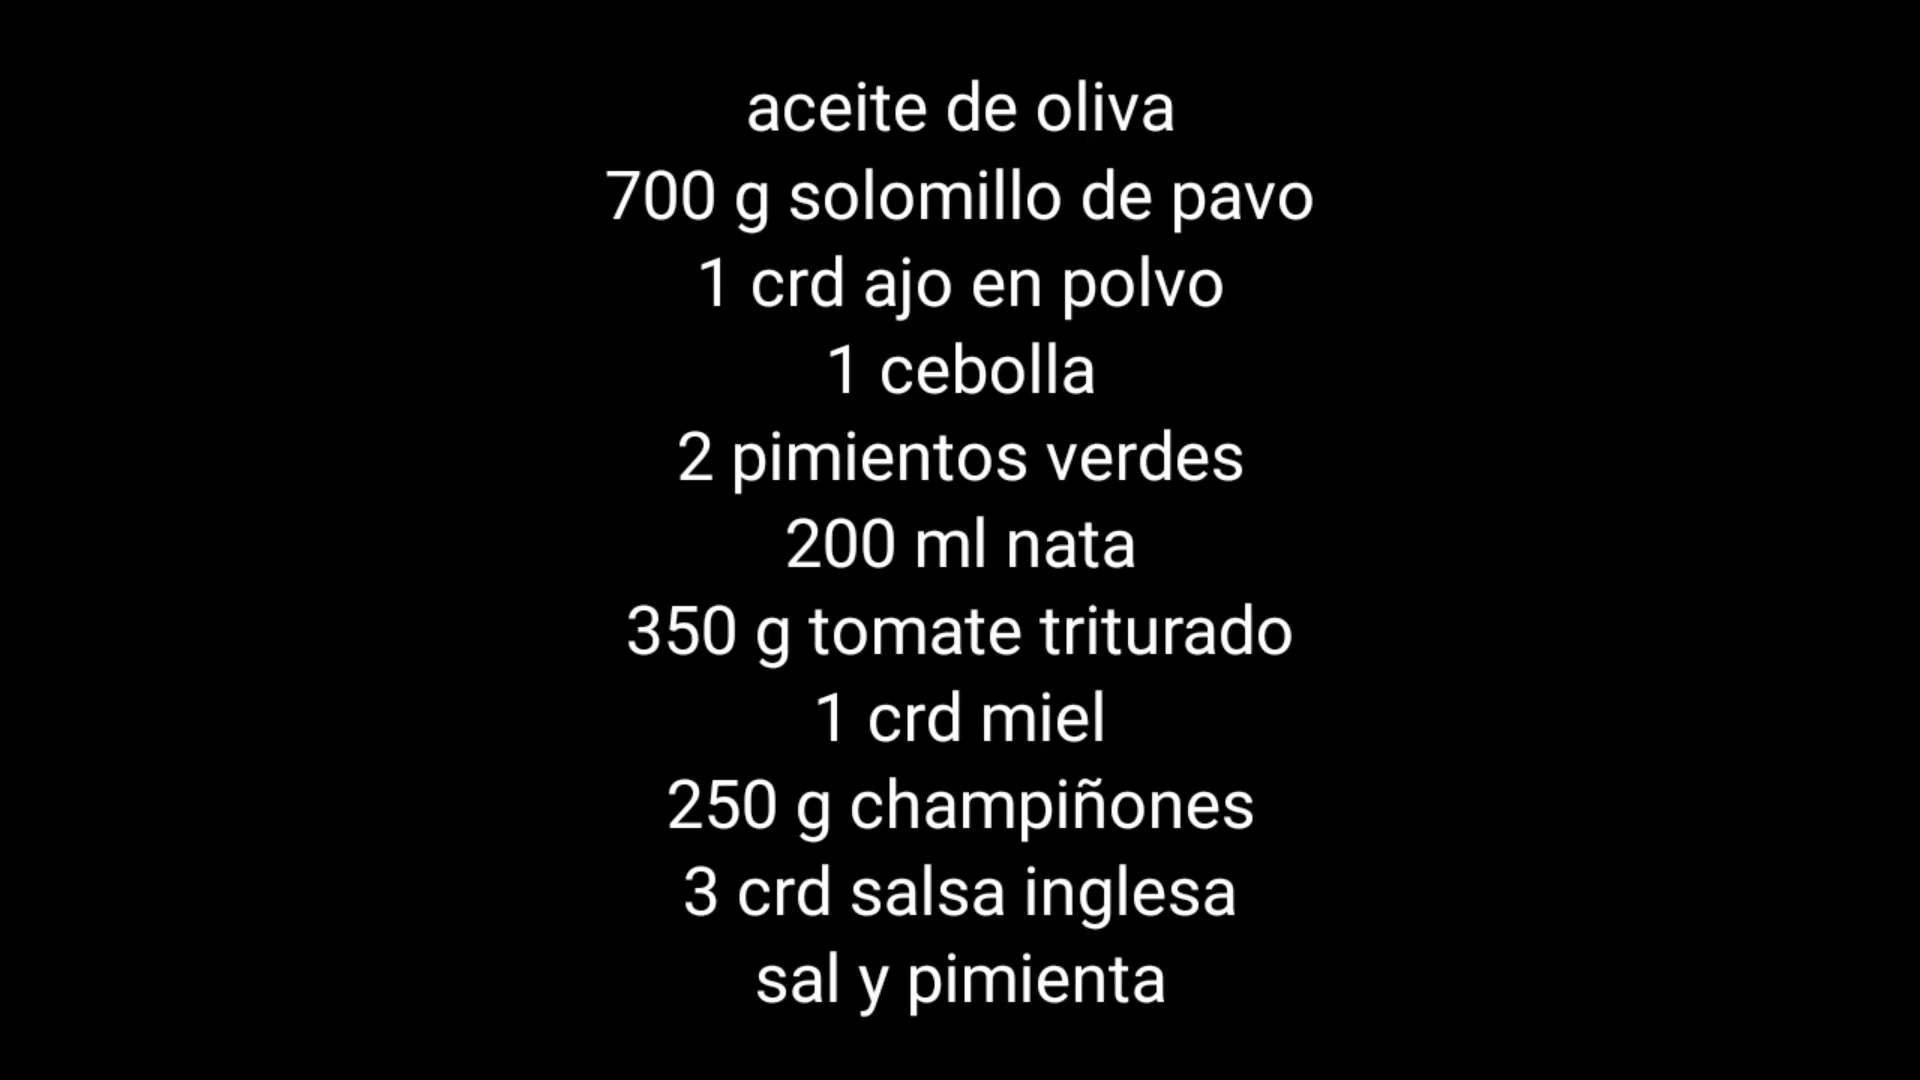 aceite de oliva
700 g solomillo de pavo
1 crd ajo en polvo
1 cebolla
2 pimientos verdes
200 ml nata
350 g tomate triturado
1 crd miel
250 g champiñones
3 crd salsa inglesa
sal y pimienta